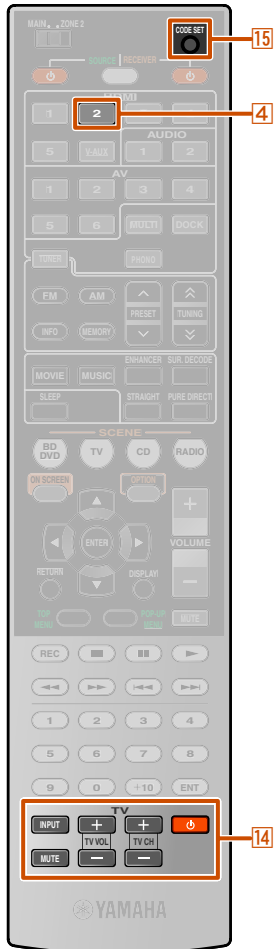 MAIN ZONE 2
CODE SET
15
SOURCE RECEIVER
HDMI
1 2
4
AUDIO
5 V-AUX 1 2
AV
1 2 3 4
5 6 MULTI DOCK
TUNER PHONO
FM AM PRESET TUNING
INFO MEMORY
ENHANCER SUR. DECODE
MOVIE MUSIC
SLEEP STRAIGHT PURE DIRECT
SCENE
BD DVD TV CD RADIO
ON SCREEN OPTION
ENTER
VOLUME
RETURN DISPLAY
TOP MENU POP-UP MENU MUTE
REC
1 2 3 4
5 6 7 8
9 0 +10 ENT
TV
INPUT + TV VOL − + TV CH −
MUTE
14
YAMAHA